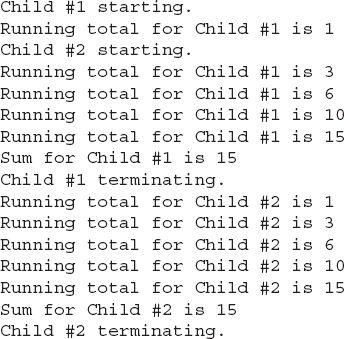 Child #1 starting.
Running total for Child #1 is 1
Child #2 starting.
Running total for Child #1 is 3
Running total for Child #1 is 6
Running total for Child #1 is 10
Running total for Child #1 is 15
Sum for Child #1 is 15
Child #1 terminating.
Running total for Child #2 is 1
Running total for Child #2 is 3
Running total for Child #2 is 6
Running total for Child #2 is 10
Running total for Child #2 is 15
Sum for Child #2 is 15
Child #2 terminating.